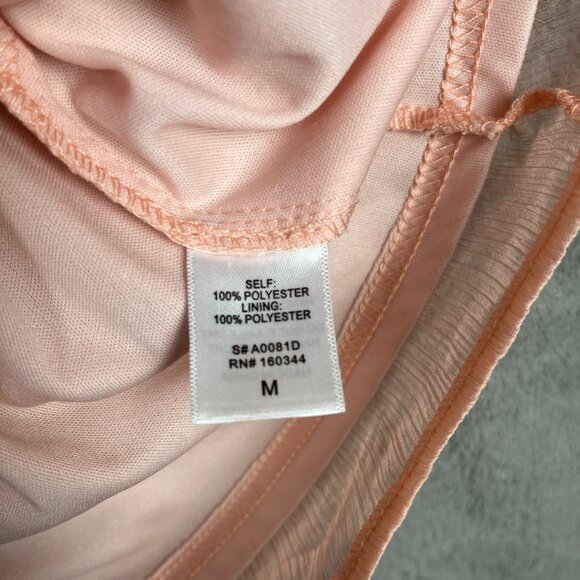 SELF:
100% POLYESTER
LINING:
100% POLYESTER
S# A0081D
RN# 160344
M